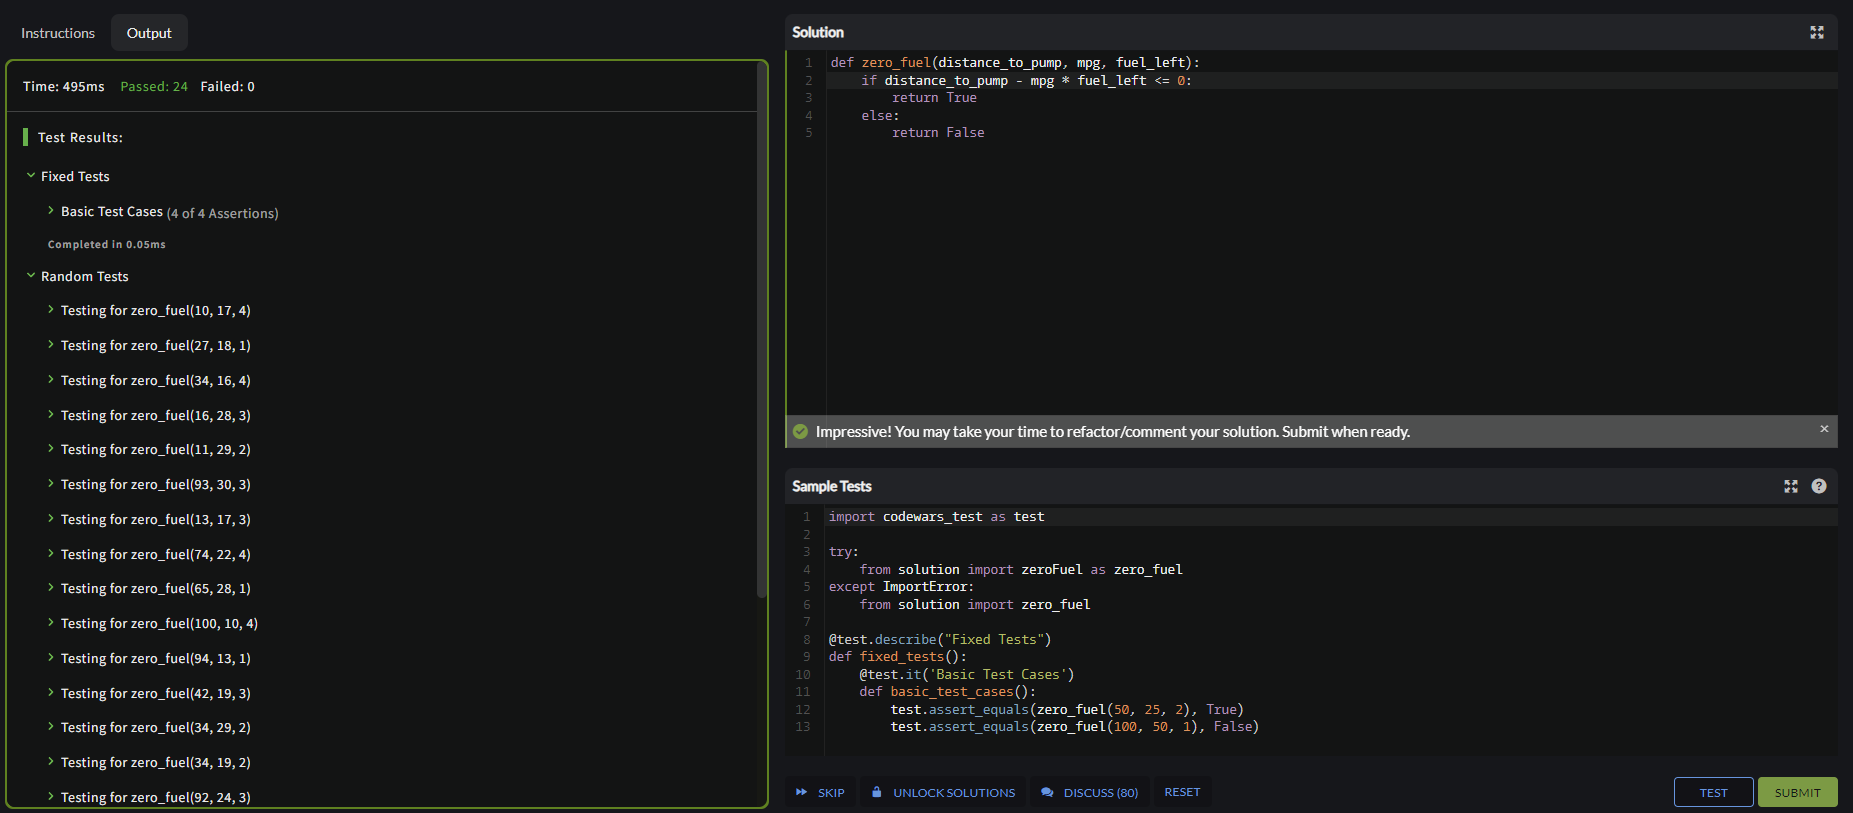 Instructions
Output
Time: 495ms Passed: 24 Failed: 0
Test Results:
Fixed Tests
Basic Test Cases (4 of 4 Assertions)
Completed in 0.05ms
Random Tests
Testing for zero_fuel(10, 17, 4)
Testing for zero_fuel(27, 18, 1)
Testing for zero_fuel(34, 16, 4)
Testing for zero_fuel(16, 28, 3)
Testing for zero_fuel(11, 29, 2)
Testing for zero_fuel(93, 30, 3)
Testing for zero_fuel(13, 17, 3)
Testing for zero_fuel(74, 22, 4)
Testing for zero_fuel(65, 28, 1)
Testing for zero_fuel(100, 10, 4)
Testing for zero_fuel(94, 13, 1)
Testing for zero_fuel(42, 19, 3)
Testing for zero_fuel(34, 29, 2)
Testing for zero_fuel(34, 19, 2)
Testing for zero_fuel(92, 24, 3)
Solution
1 def zero_fuel(distance_to_pump, mpg, fuel_left):
2     if distance_to_pump - mpg * fuel_left <= 0:
3         return True
4     else:
5         return False
Impressive! You may take your time to refactor/comment your solution. Submit when ready. ×
Sample Tests ?
1 import codewars_test as test
2
3 try:
4     from solution import zeroFuel as zero_fuel
5 except ImportError:
6     from solution import zero_fuel
7
8 @test.describe("Fixed Tests")
9 def fixed_tests():
10     @test.it('Basic Test Cases')
11     def basic_test_cases():
12         test.assert_equals(zero_fuel(50, 25, 2), True)
13         test.assert_equals(zero_fuel(100, 50, 1), False)
SKIP UNLOCK SOLUTIONS DISCUSS (80) RESET TEST SUBMIT